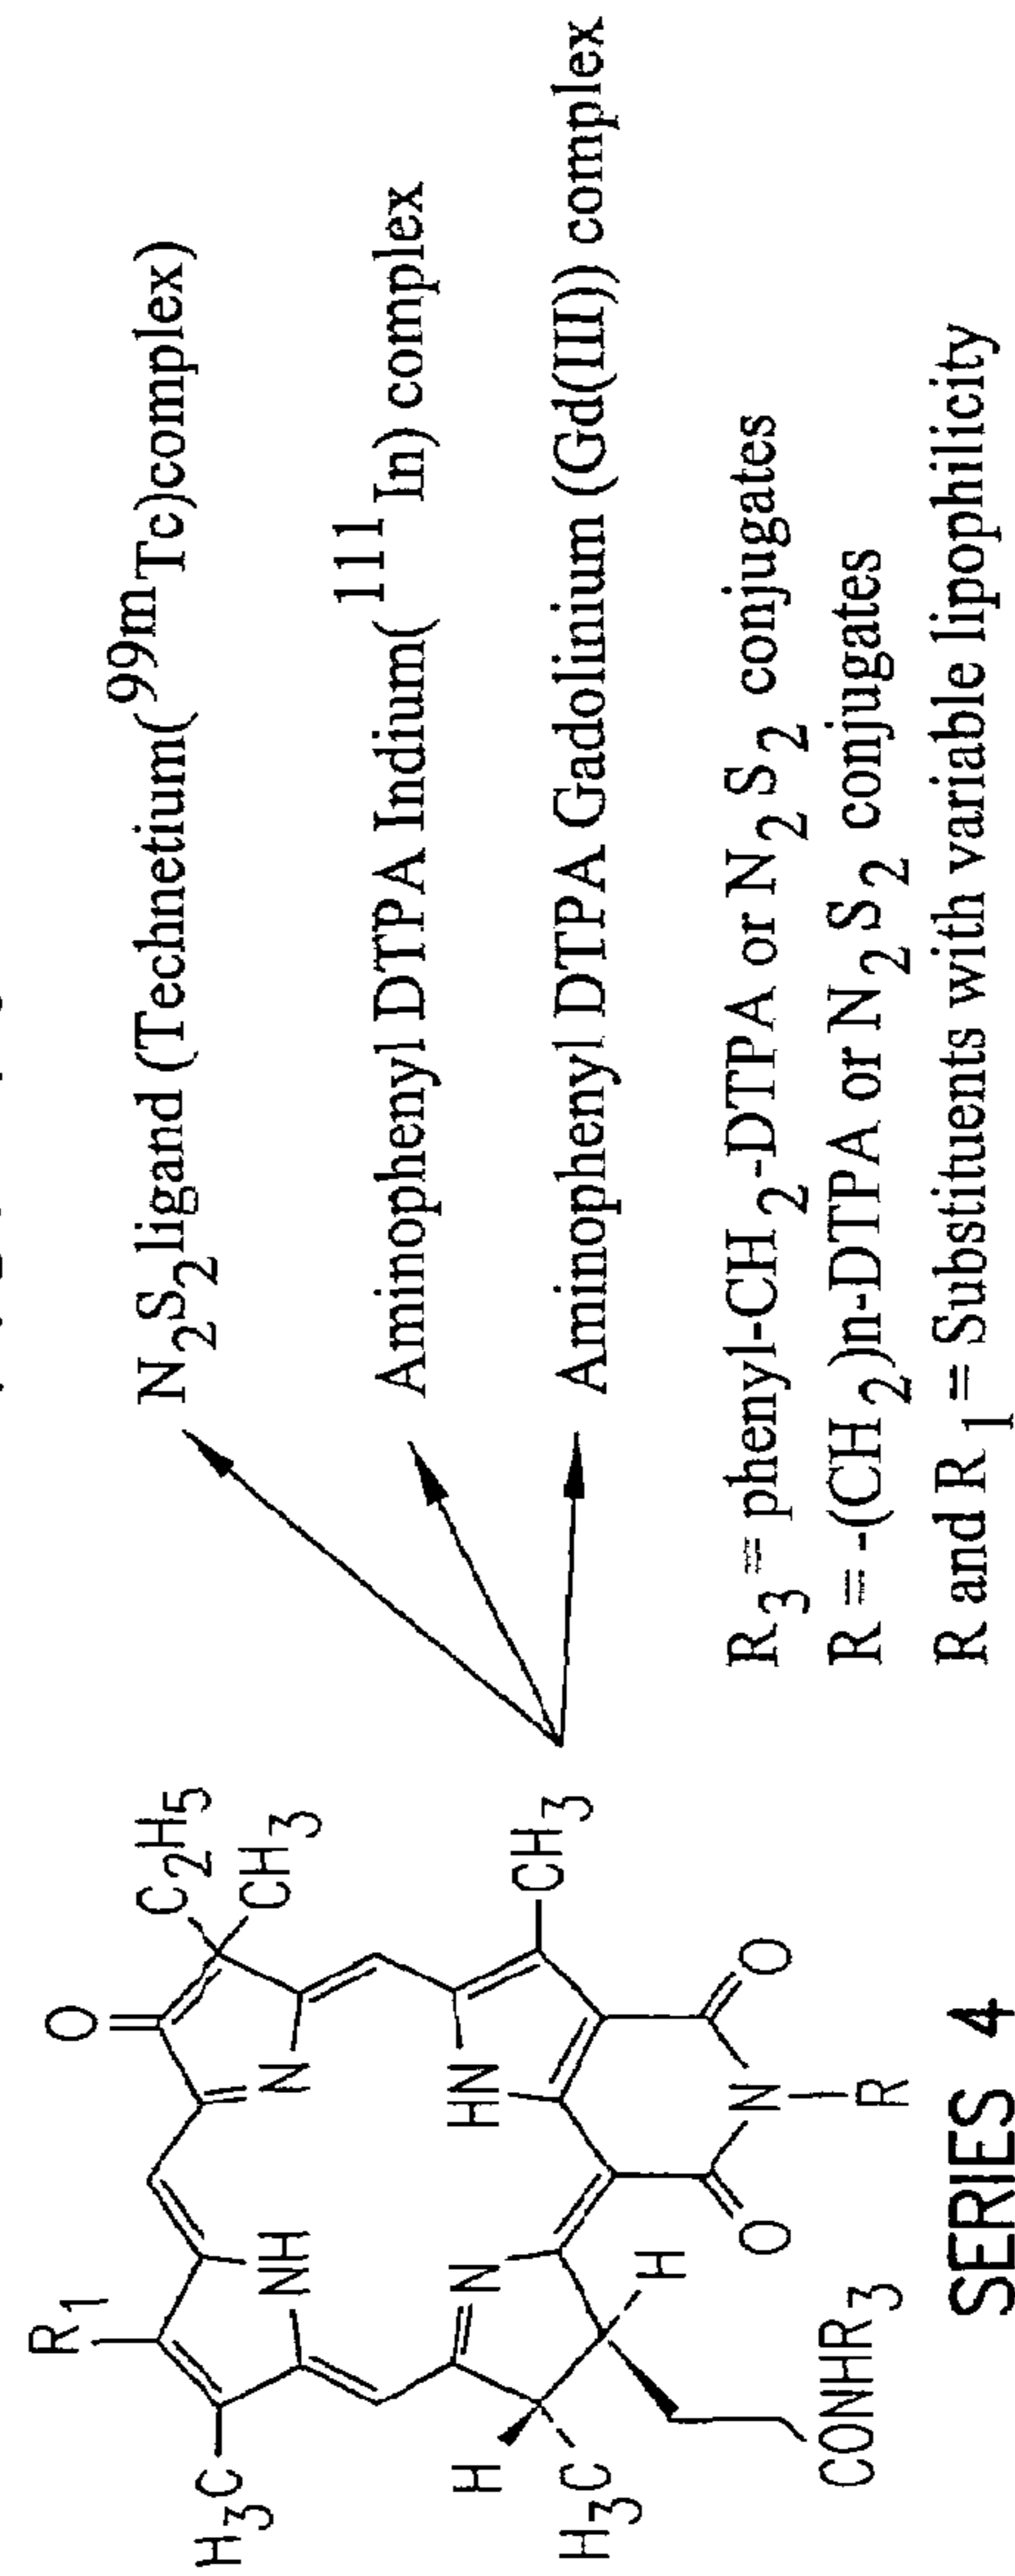 N2S2 ligand (Technetium( 99mTc)complex)
Aminophenyl DTPA Indium( 111 In) complex
Aminophenyl DTPA Gadolinium (Gd(III)) complex
R3 = phenyl-CH2-DTPA or N2S2 conjugates
R = -(CH2)n-DTPA or N2S2 conjugates
R and R1 = Substituents with variable lipophilicity
R1
O
C2H5
CH3
H3C
NH
N
N
HN
CH3
H
H3C
H
O
N
O
R
CONHR3
SERIES 4